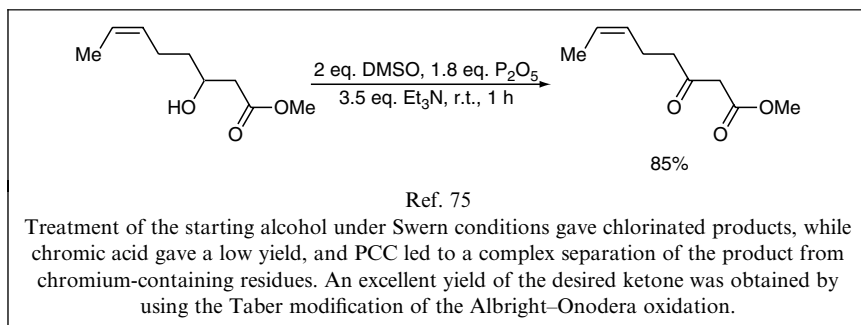 Me
HO
O
OMe
2 eq. DMSO, 1.8 eq. P₂O₅
3.5 eq. Et₃N, r.t., 1 h
Me
O
O
OMe
85%
Ref. 75
Treatment of the starting alcohol under Swern conditions gave chlorinated products, while
chromic acid gave a low yield, and PCC led to a complex separation of the product from
chromium-containing residues. An excellent yield of the desired ketone was obtained by
using the Taber modification of the Albright–Onodera oxidation.